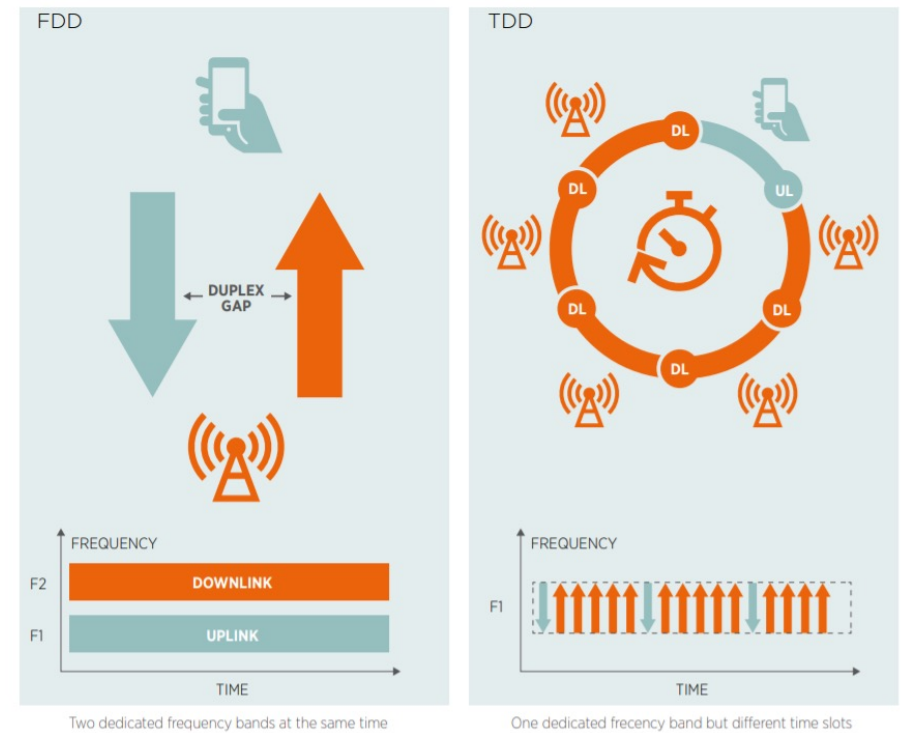 FDD
DUPLEX
GAP
FREQUENCY
F2
DOWNLINK
F1
UPLINK
TIME
Two dedicated frequency bands at the same time
TDD
DL
UL
DL
DL
DL
DL
FREQUENCY
F1
TIME
One dedicated frecency band but different time slots